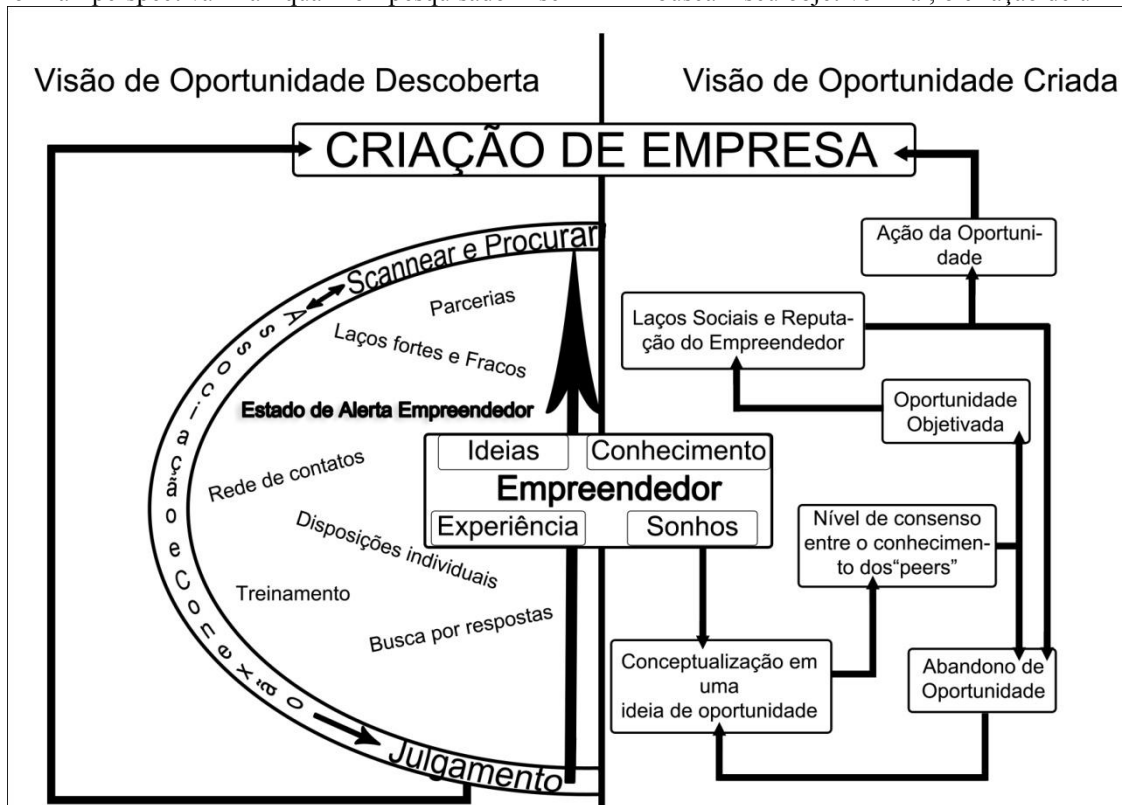 Visão de Oportunidade Descoberta
Visão de Oportunidade Criada
CRIAÇÃO DE EMPRESA
Scannear e Procurar
Associação e Conexão
Julgamento
Parcerias
Laços fortes e Fracos
Estado de Alerta Empreendedor
Rede de contatos
Disposições individuais
Treinamento
Busca por respostas
Ideias
Conhecimento
Empreendedor
Experiência
Sonhos
Ação da Oportuni-
dade
Laços Sociais e Reputa-
ção do Empreendedor
Oportunidade
Objetivada
Nível de consenso
entre o conhecimen-
to dos“peers”
Conceptualização em
uma
ideia de oportunidade
Abandono de
Oportunidade